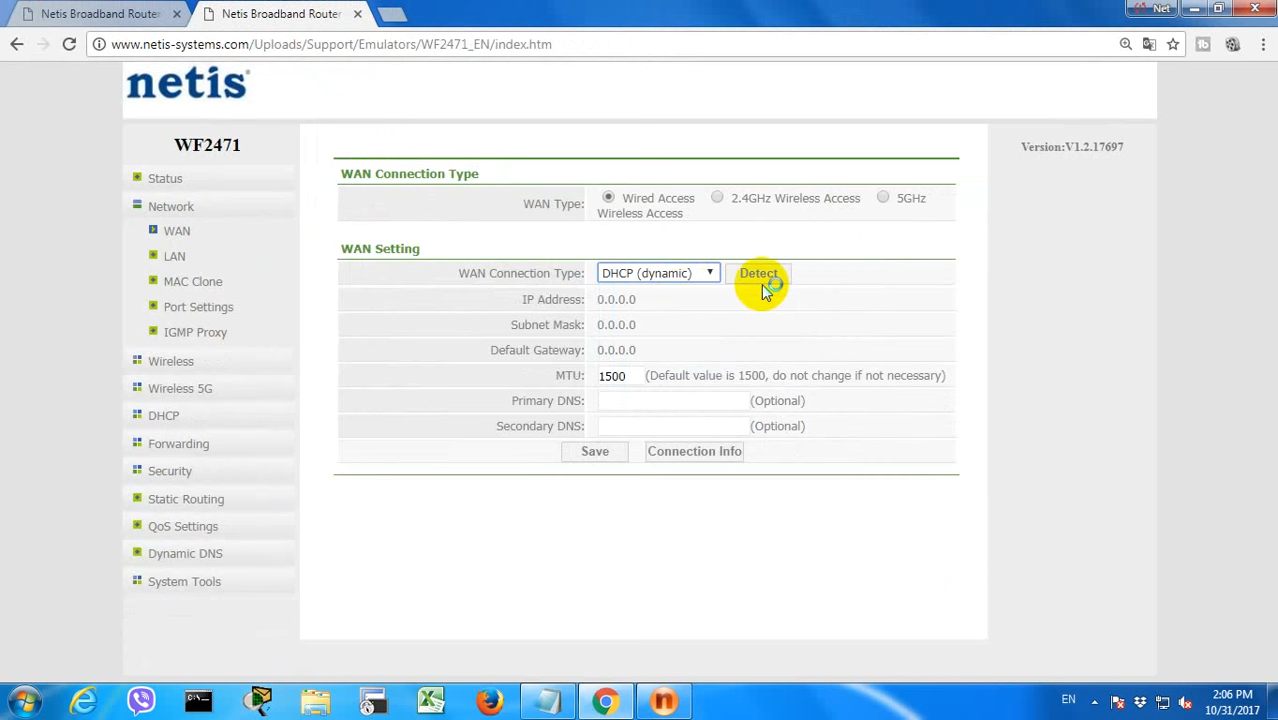 Netis Broadband Router
Netis Broadband Router
Net
www.netis-systems.com/Uploads/Support/Emulators/WF2471_EN/index.htm
netis
WF2471
Version:V1.2.17697
Status
Network
WAN
LAN
MAC Clone
Port Settings
IGMP Proxy
Wireless
Wireless 5G
DHCP
Forwarding
Security
Static Routing
QoS Settings
Dynamic DNS
System Tools
WAN Connection Type
WAN Type: Wired Access 2.4GHz Wireless Access 5GHz
Wireless Access
WAN Setting
WAN Connection Type: DHCP (dynamic) Detect
IP Address: 0.0.0.0
Subnet Mask: 0.0.0.0
Default Gateway: 0.0.0.0
MTU: 1500 (Default value is 1500, do not change if not necessary)
Primary DNS: (Optional)
Secondary DNS: (Optional)
Save Connection Info
EN
2:06 PM
10/31/2017